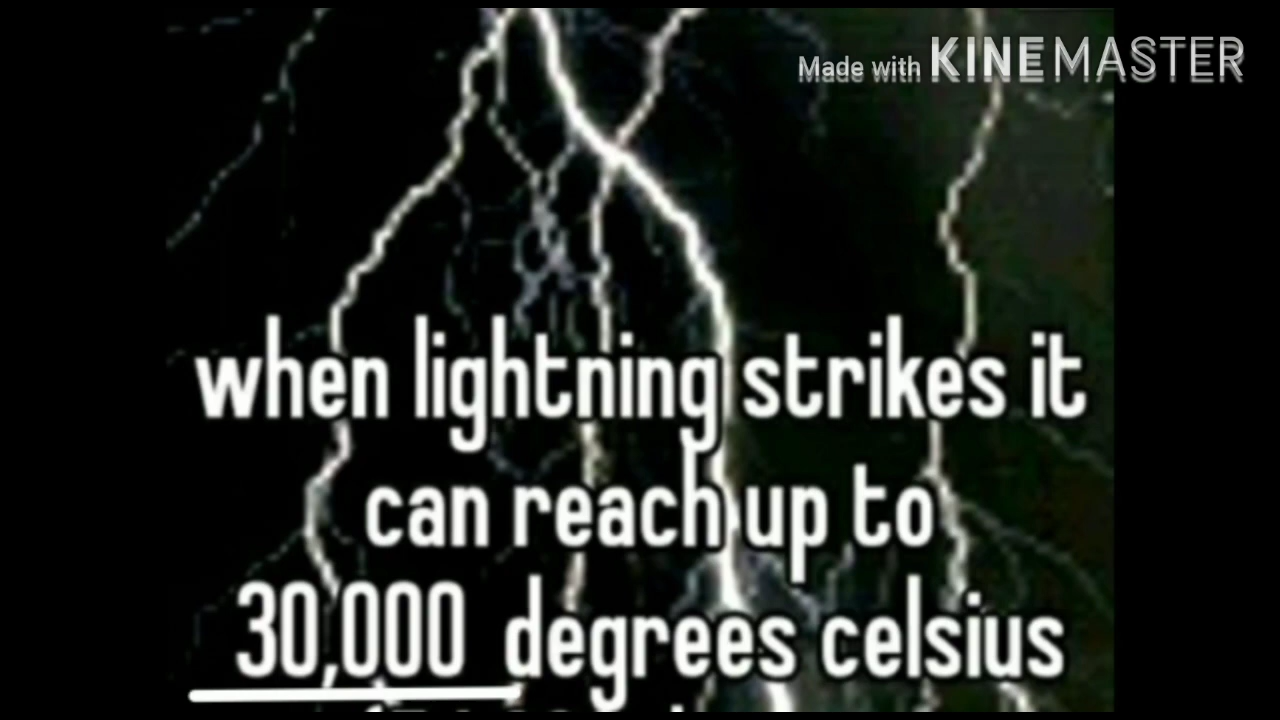 Made with KINEMASTER
when lightning strikes it
can reach up to
30,000 degrees celsius